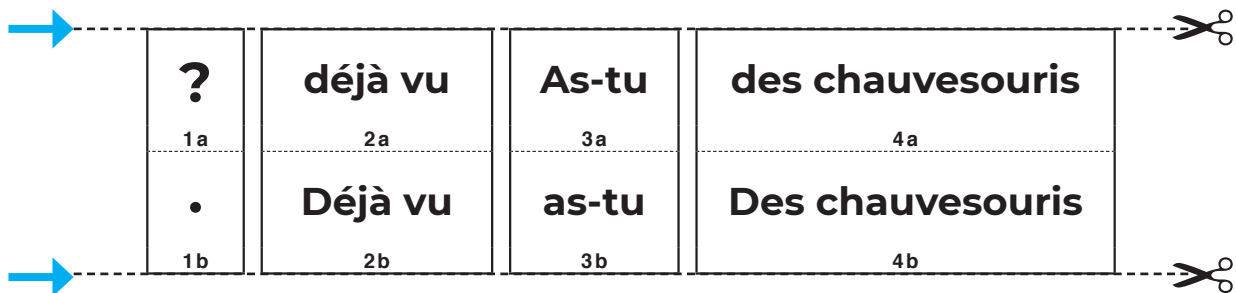 ? déjà vu As-tu des chauvesouris
1a 2a 3a 4a
. Déjà vu as-tu Des chauvesouris
1b 2b 3b 4b